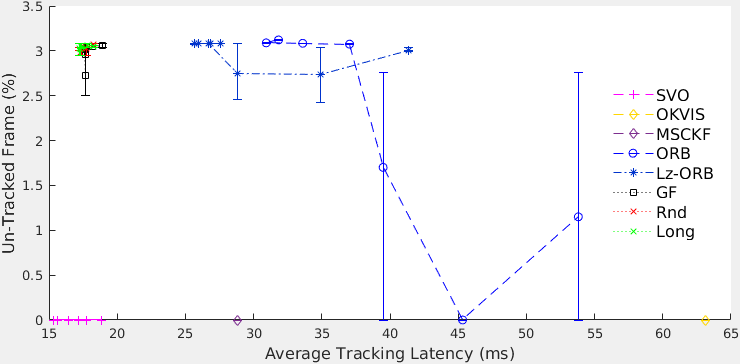 3.5
3
2.5
2
1.5
1
0.5
0
Un-Tracked Frame (%)
SVO
OKVIS
MSCKF
ORB
Lz-ORB
GF
Rnd
Long
15 20 25 30 35 40 45 50 55 60 65
Average Tracking Latency (ms)